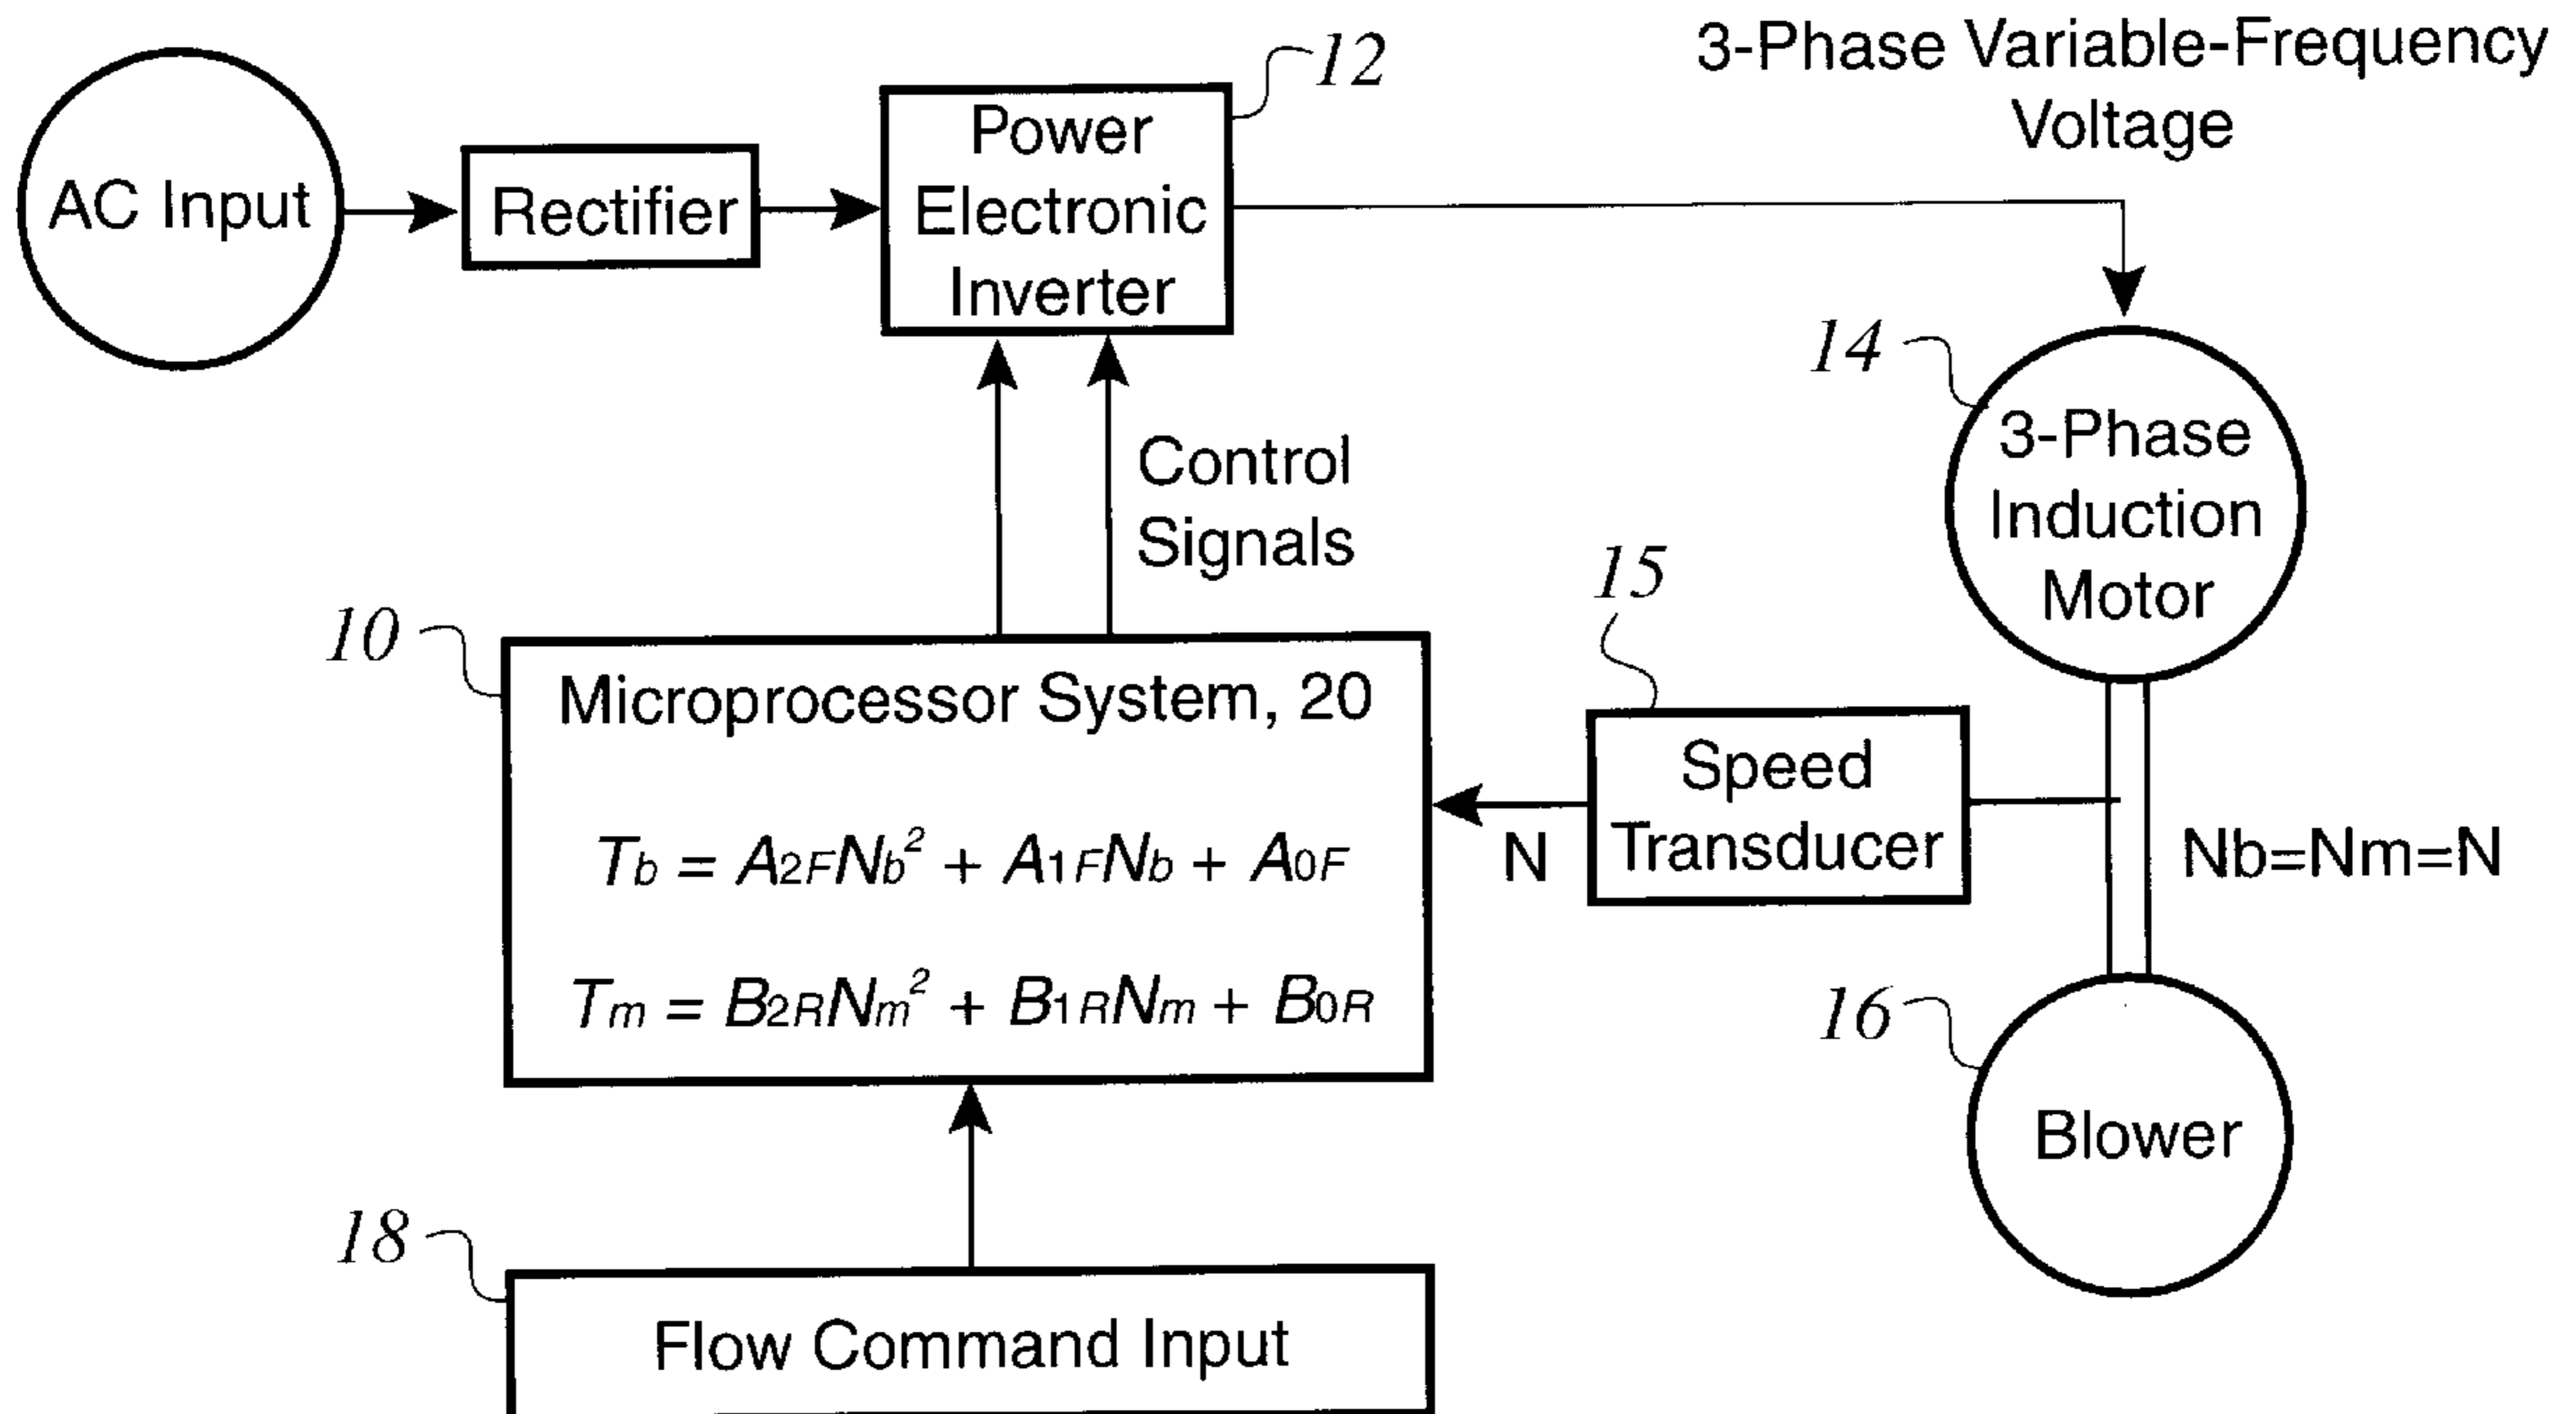 3-Phase Variable-Frequency
Voltage
12
AC Input
Rectifier
Power
Electronic
Inverter
14
3-Phase
Induction
Motor
Control
Signals
10
Microprocessor System, 20
Tb = A2FNb² + A1FNb + A0F
Tm = B2RNm² + B1RNm + B0R
15
Speed
Transducer
N
Nb=Nm=N
16
Blower
18
Flow Command Input